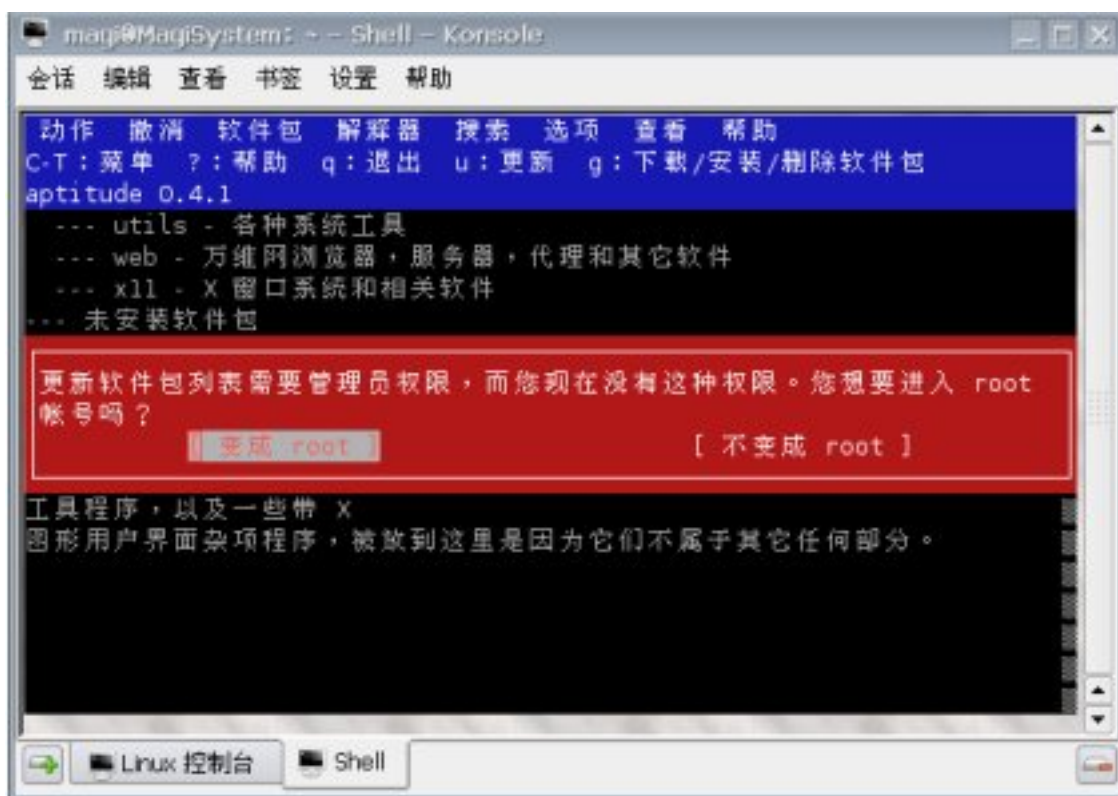 magi@MagiSystem: ~ - Shell - Konsole
会话 编辑 查看 书签 设置 帮助
动作 撤消 软件包 解释器 搜索 选项 查看 帮助
C-T：菜单 ?：帮助 q：退出 u：更新 g：下载/安装/删除软件包
aptitude 0.4.1
--- utils - 各种系统工具
--- web - 万维网浏览器，服务器，代理和其它软件
--- x11 - X 窗口系统和相关软件
--- 未安装软件包
更新软件包列表需要管理员权限，而您现在没有这种权限。您想要进入 root
帐号吗？
[ 变成 root ] [ 不变成 root ]
工具程序，以及一些带 X
图形用户界面杂项程序，被放到这里是因为它们不属于其它任何部分。
Linux 控制台 Shell